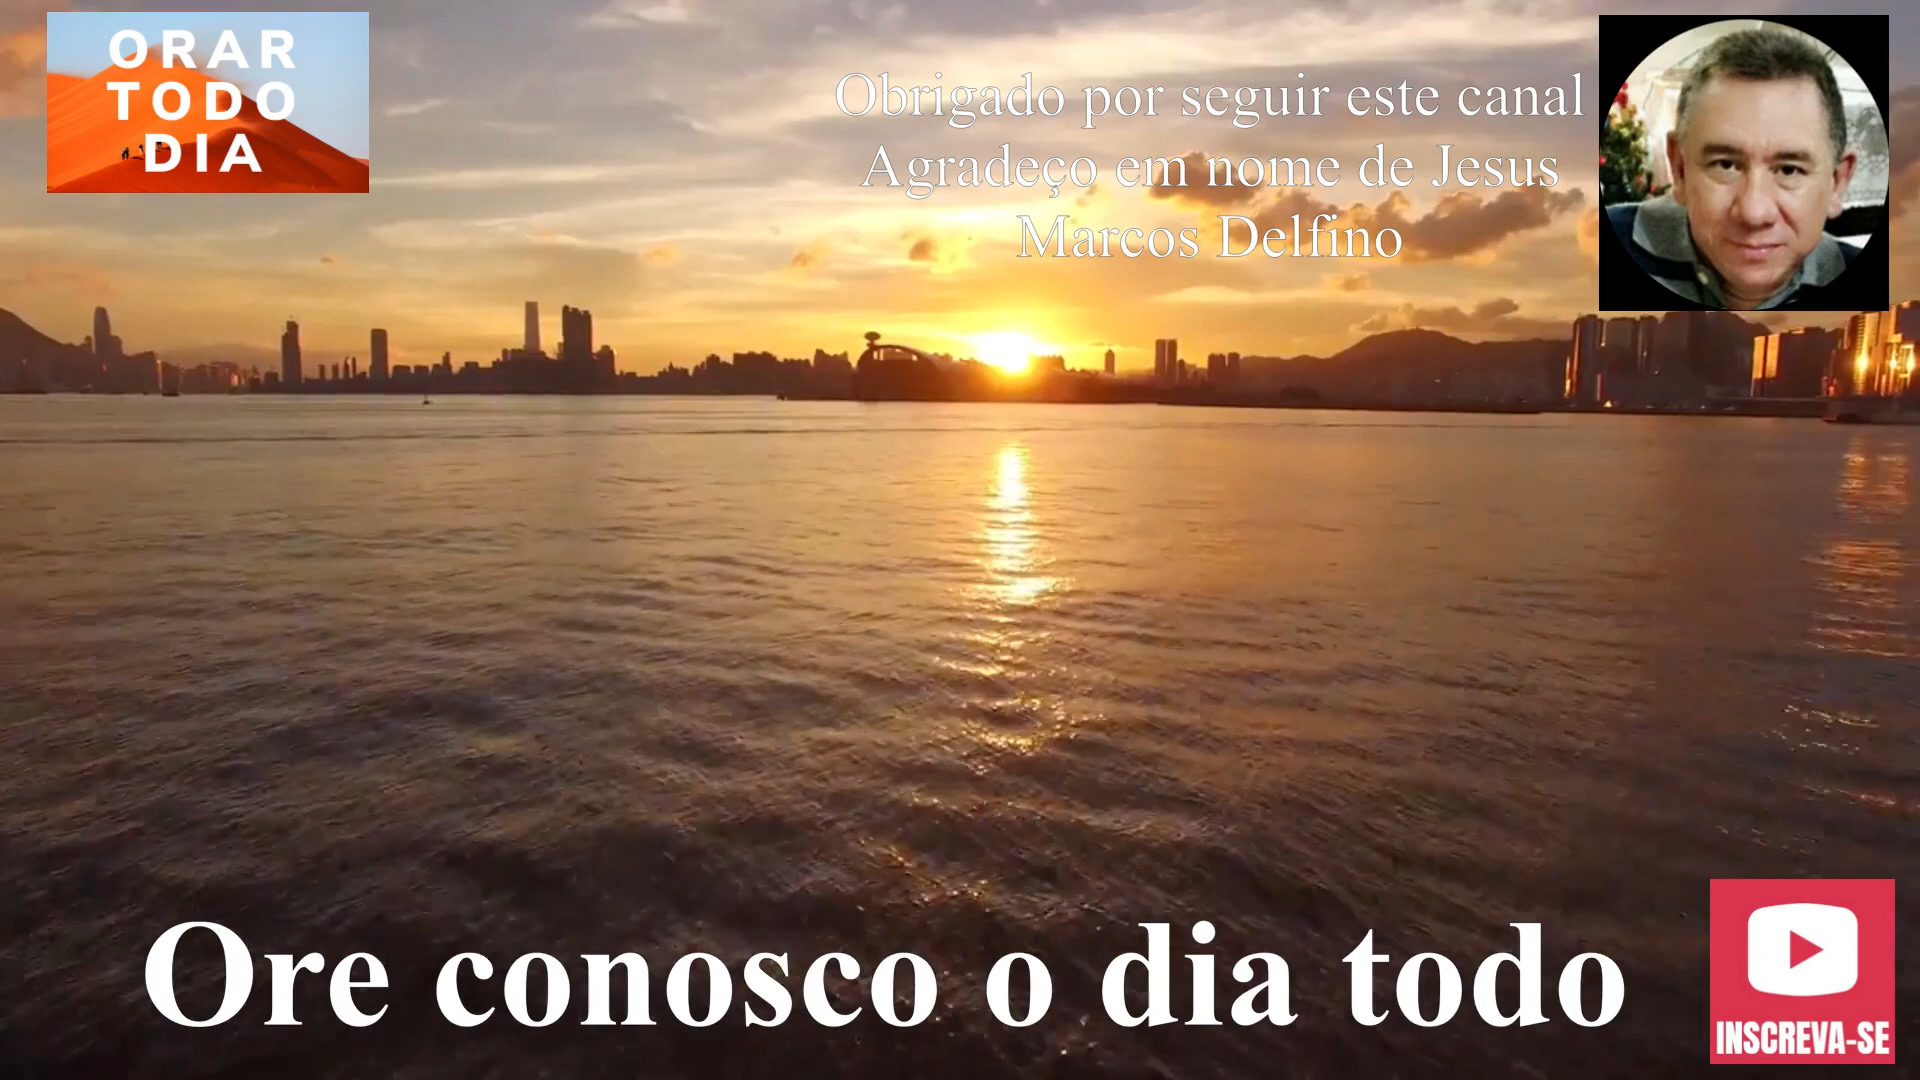 ORAR
TODO
DIA
Obrigado por seguir este canal
Agradeço em nome de Jesus
Marcos Delfino
Ore conosco o dia todo
INSCREVA-SE